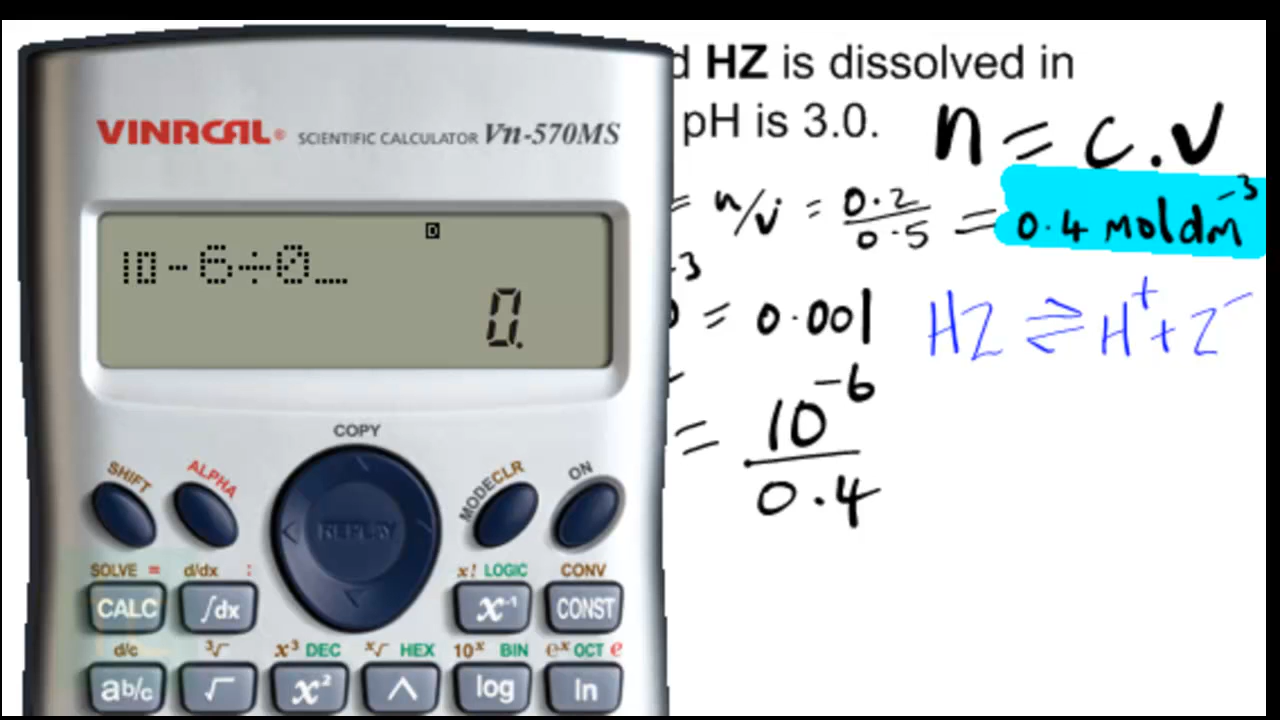 d HZ is dissolved in
pH is 3.0.
n = c.v
= n/v = 0.2/0.5 = 0.4 moldm⁻³
⁻³ = 0.001
HZ ⇌ H⁺ + Z⁻
= 10⁻⁶/0.4
VINACAL® SCIENTIFIC CALCULATOR Vn-570MS
D
10-6÷0_
0.
COPY
SHIFT ALPHA REPLAY MODE CLR ON
SOLVE = d/dx : x! LOGIC CONV
CALC ∫dx x⁻¹ CONST
d/c ³√ x³ DEC ˣ√ HEX 10ˣ BIN eˣ OCT e
ab/c √ x² ^ log ln